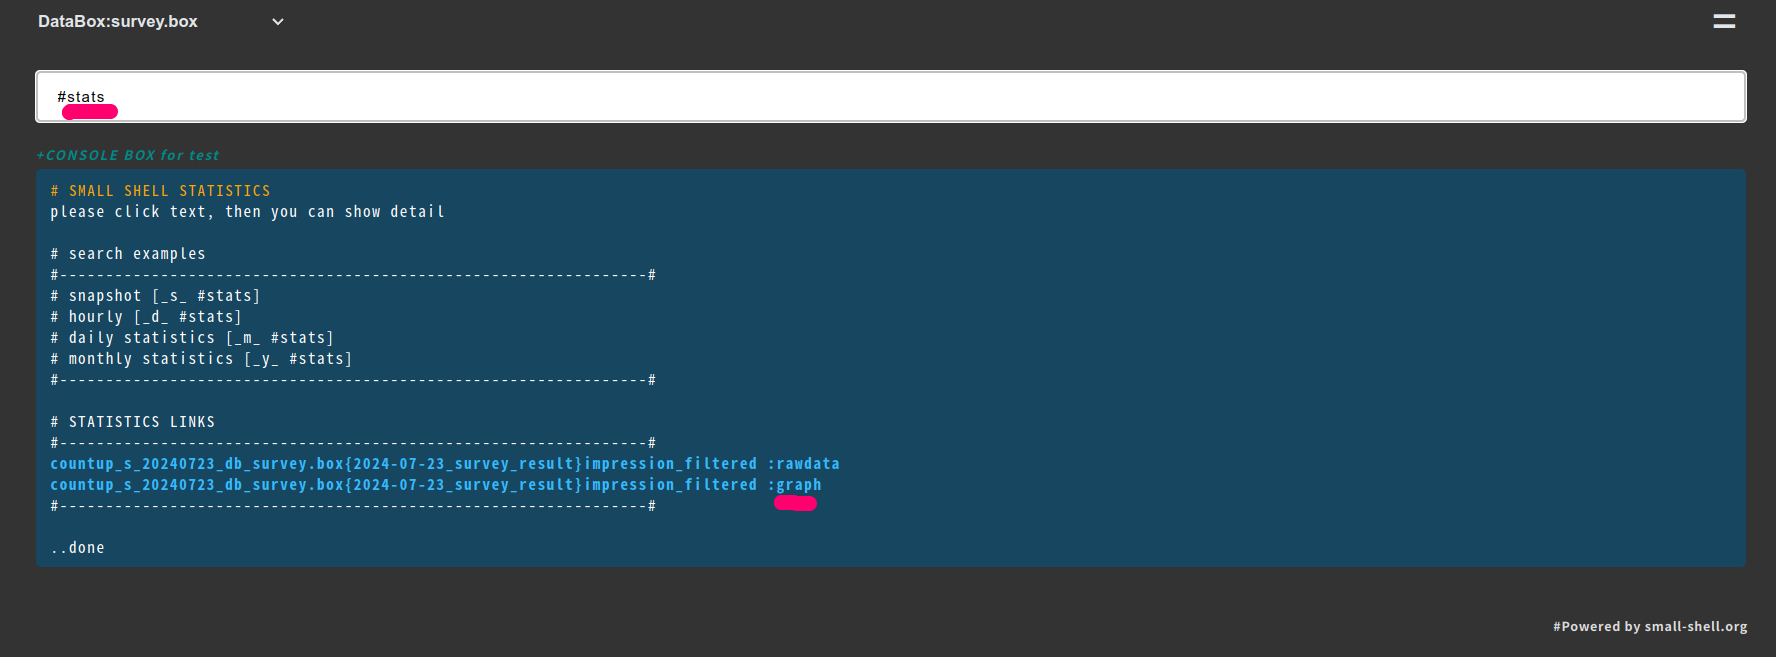 DataBox:survey.box
#stats
+CONSOLE BOX for test
# SMALL SHELL STATISTICS
please click text, then you can show detail
# search examples
#----------------------------------------------------------------#
# snapshot [_s_ #stats]
# hourly [_d_ #stats]
# daily statistics [_m_ #stats]
# monthly statistics [_y_ #stats]
#----------------------------------------------------------------#
# STATISTICS LINKS
#----------------------------------------------------------------#
countup_s_20240723_db_survey.box{2024-07-23_survey_result}impression_filtered :rawdata
countup_s_20240723_db_survey.box{2024-07-23_survey_result}impression_filtered :graph
#----------------------------------------------------------------#
..done
#Powered by small-shell.org